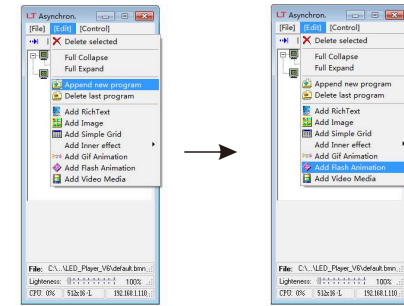 LT Asynchron.
[File] [Edit] [Control]
Delete selected
Full Collapse
Full Expand
Append new program
Delete last program
Add RichText
Add Image
Add Simple Grid
Add Inner effect
Add Gif Animation
Add Flash Animation
Add Video Media
File: C:\...\LED_Player_V6\default.bmn
Lighteness: 100%
CPU: 0% 512x16 -L 192.168.1.110
LT Asynchron.
[File] [Edit] [Control]
Delete selected
Full Collapse
Full Expand
Append new program
Delete last program
Add RichText
Add Image
Add Simple Grid
Add Inner effect
Add Gif Animation
Add Flash Animation
Add Video Media
File: C:\...\LED_Player_V6\default.bmn
Lighteness: 100%
CPU: 0% 512x16 -L 192.168.1.110